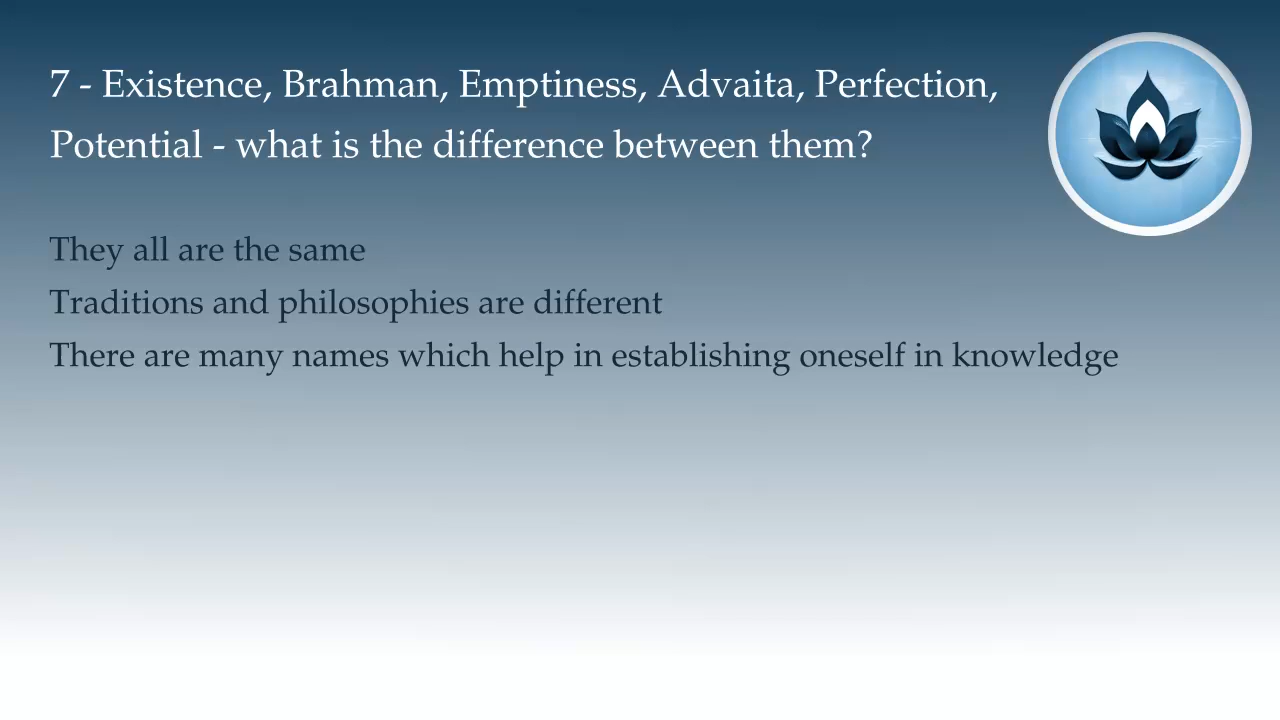 7 - Existence, Brahman, Emptiness, Advaita, Perfection,
Potential - what is the difference between them?
They all are the same
Traditions and philosophies are different
There are many names which help in establishing oneself in knowledge